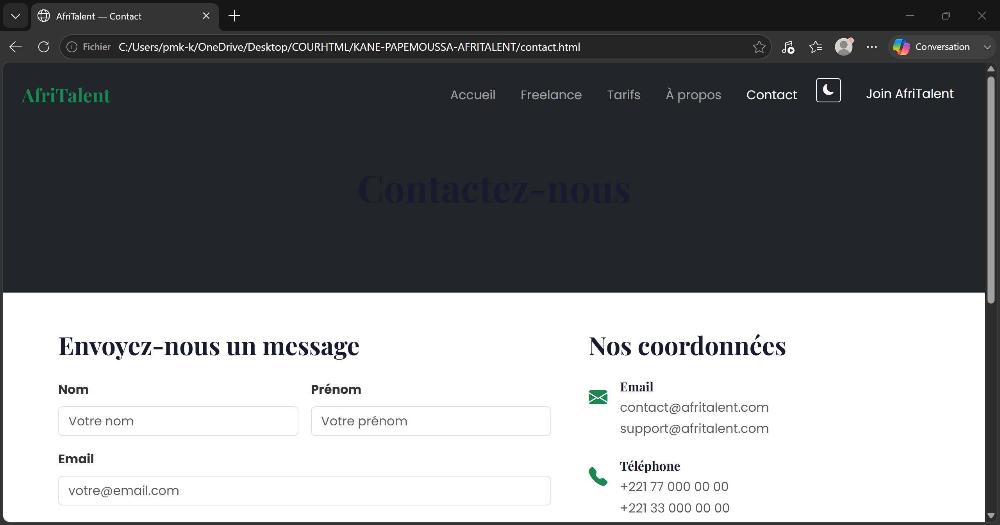 AfriTalent — Contact
Fichier C:/Users/pmk-k/OneDrive/Desktop/COURHTML/KANE-PAPEMOUSSA-AFRITALENT/contact.html
Conversation
AfriTalent
Accueil Freelance Tarifs À propos Contact Join AfriTalent
Contactez-nous
Envoyez-nous un message
Nom Prénom
Votre nom Votre prénom
Email
votre@email.com
Nos coordonnées
Email
contact@afritalent.com
support@afritalent.com
Téléphone
+221 77 000 00 00
+221 33 000 00 00